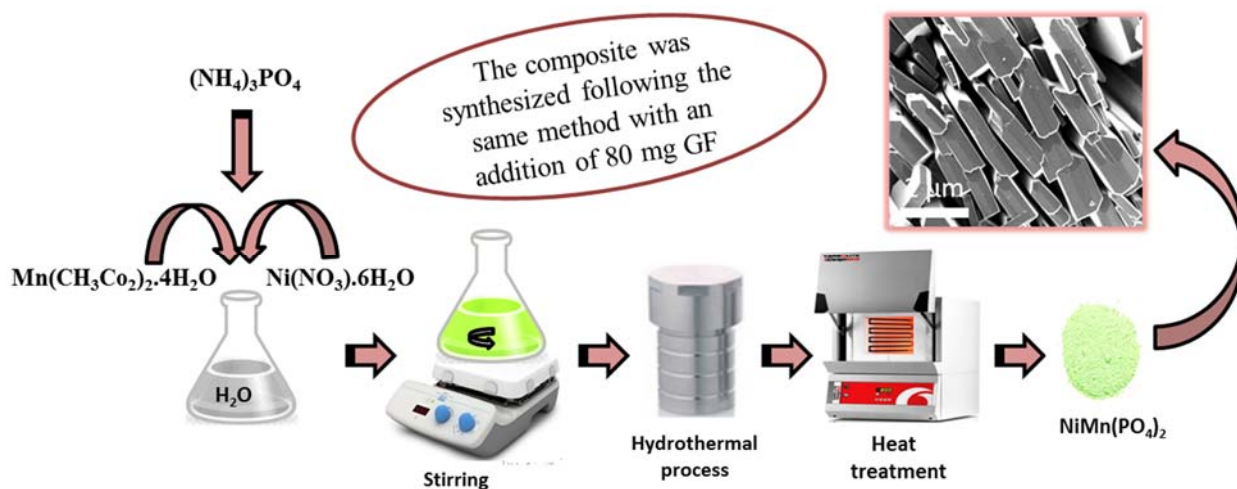 (NH₄)₃PO₄
The composite was
synthesized following the
same method with an
addition of 80 mg GF
2 μm
Mn(CH₃Co₂)₂.4H₂O
Ni(NO₃).6H₂O
H₂O
Stirring
Hydrothermal
process
Heat
treatment
NiMn(PO₄)₂